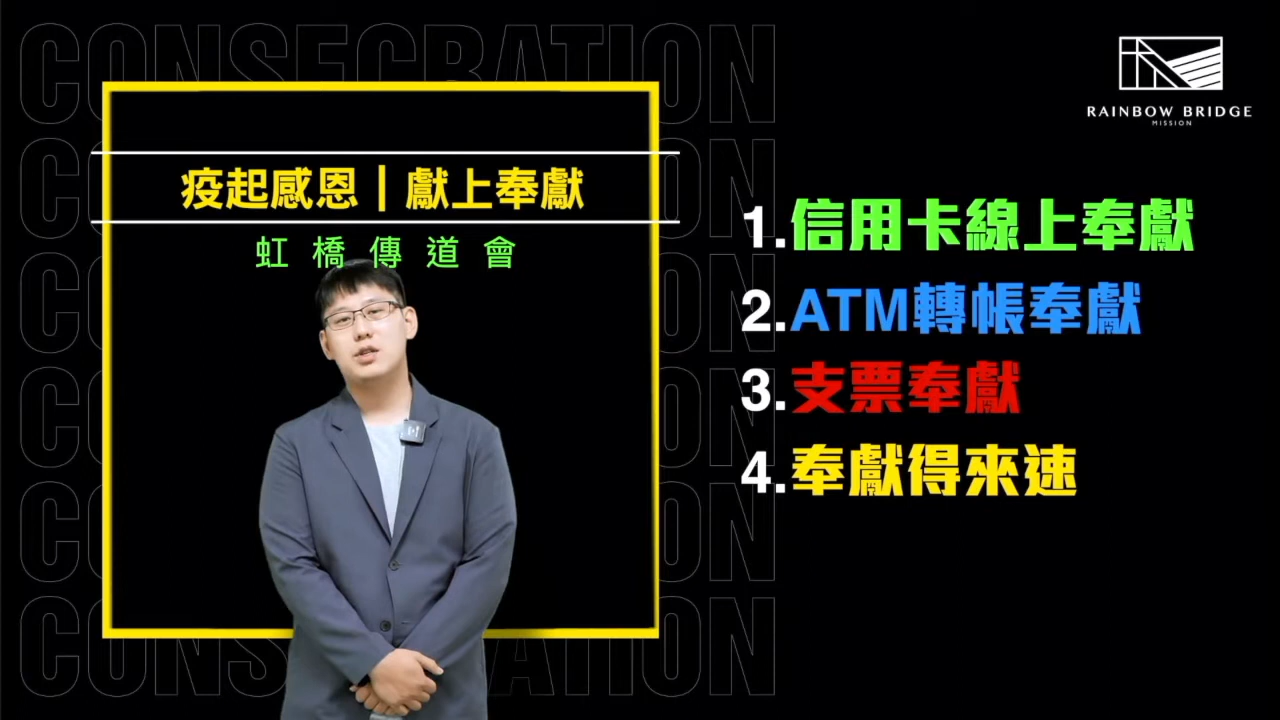 CONSECRATION
疫起感恩｜獻上奉獻
虹橋傳道會
RAINBOW BRIDGE
MISSION
1.信用卡線上奉獻
2.ATM轉帳奉獻
3.支票奉獻
4.奉獻得來速